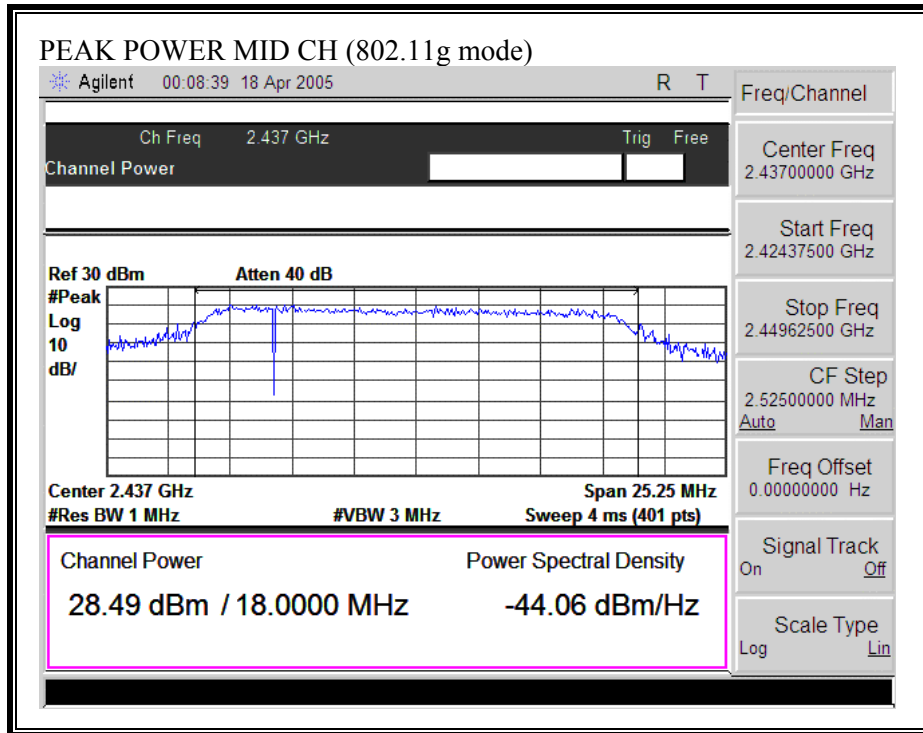 PEAK POWER MID CH (802.11g mode)
Agilent 00:08:39 18 Apr 2005 R T
Freq/Channel
Ch Freq 2.437 GHz Trig Free
Channel Power
Center Freq
2.43700000 GHz
Start Freq
2.42437500 GHz
Ref 30 dBm Atten 40 dB
#Peak
Log
10
dB/
Stop Freq
2.44962500 GHz
CF Step
2.52500000 MHz
Auto Man
Freq Offset
0.00000000 Hz
Center 2.437 GHz Span 25.25 MHz
#Res BW 1 MHz #VBW 3 MHz Sweep 4 ms (401 pts)
Channel Power Power Spectral Density
28.49 dBm / 18.0000 MHz -44.06 dBm/Hz
Signal Track
On Off
Scale Type
Log Lin